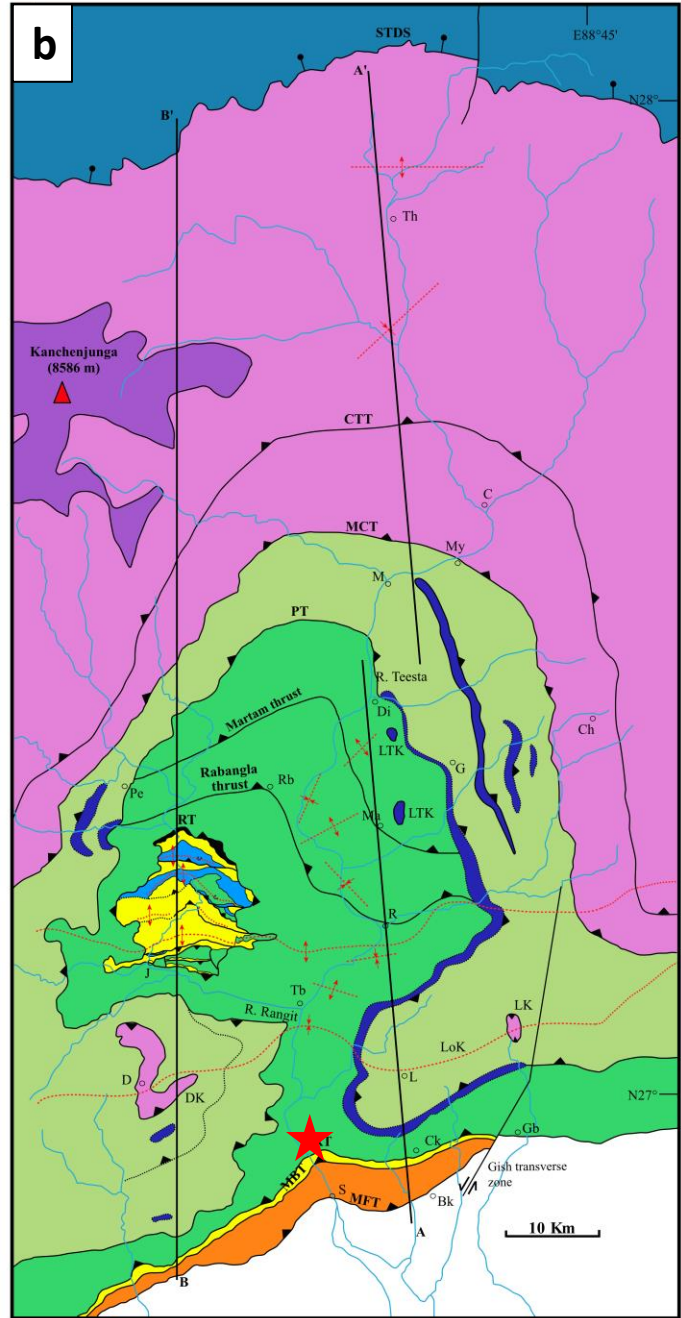 b
STDS
E88°45'
A'
N28°
B'
Th
Kanchenjunga
(8586 m)
CTT
C
MCT
My
M
PT
R. Teesta
Di
Martam thrust
LTK
Ch
G
Pe
Rabangla
thrust
Rb
LTK
Ma
RT
R
J
Tb
R. Rangit
LK
LoK
D
L
DK
N27°
T
Ck
Gb
MBT
Gish transverse
zone
S
MFT
Bk
A
10 Km
B